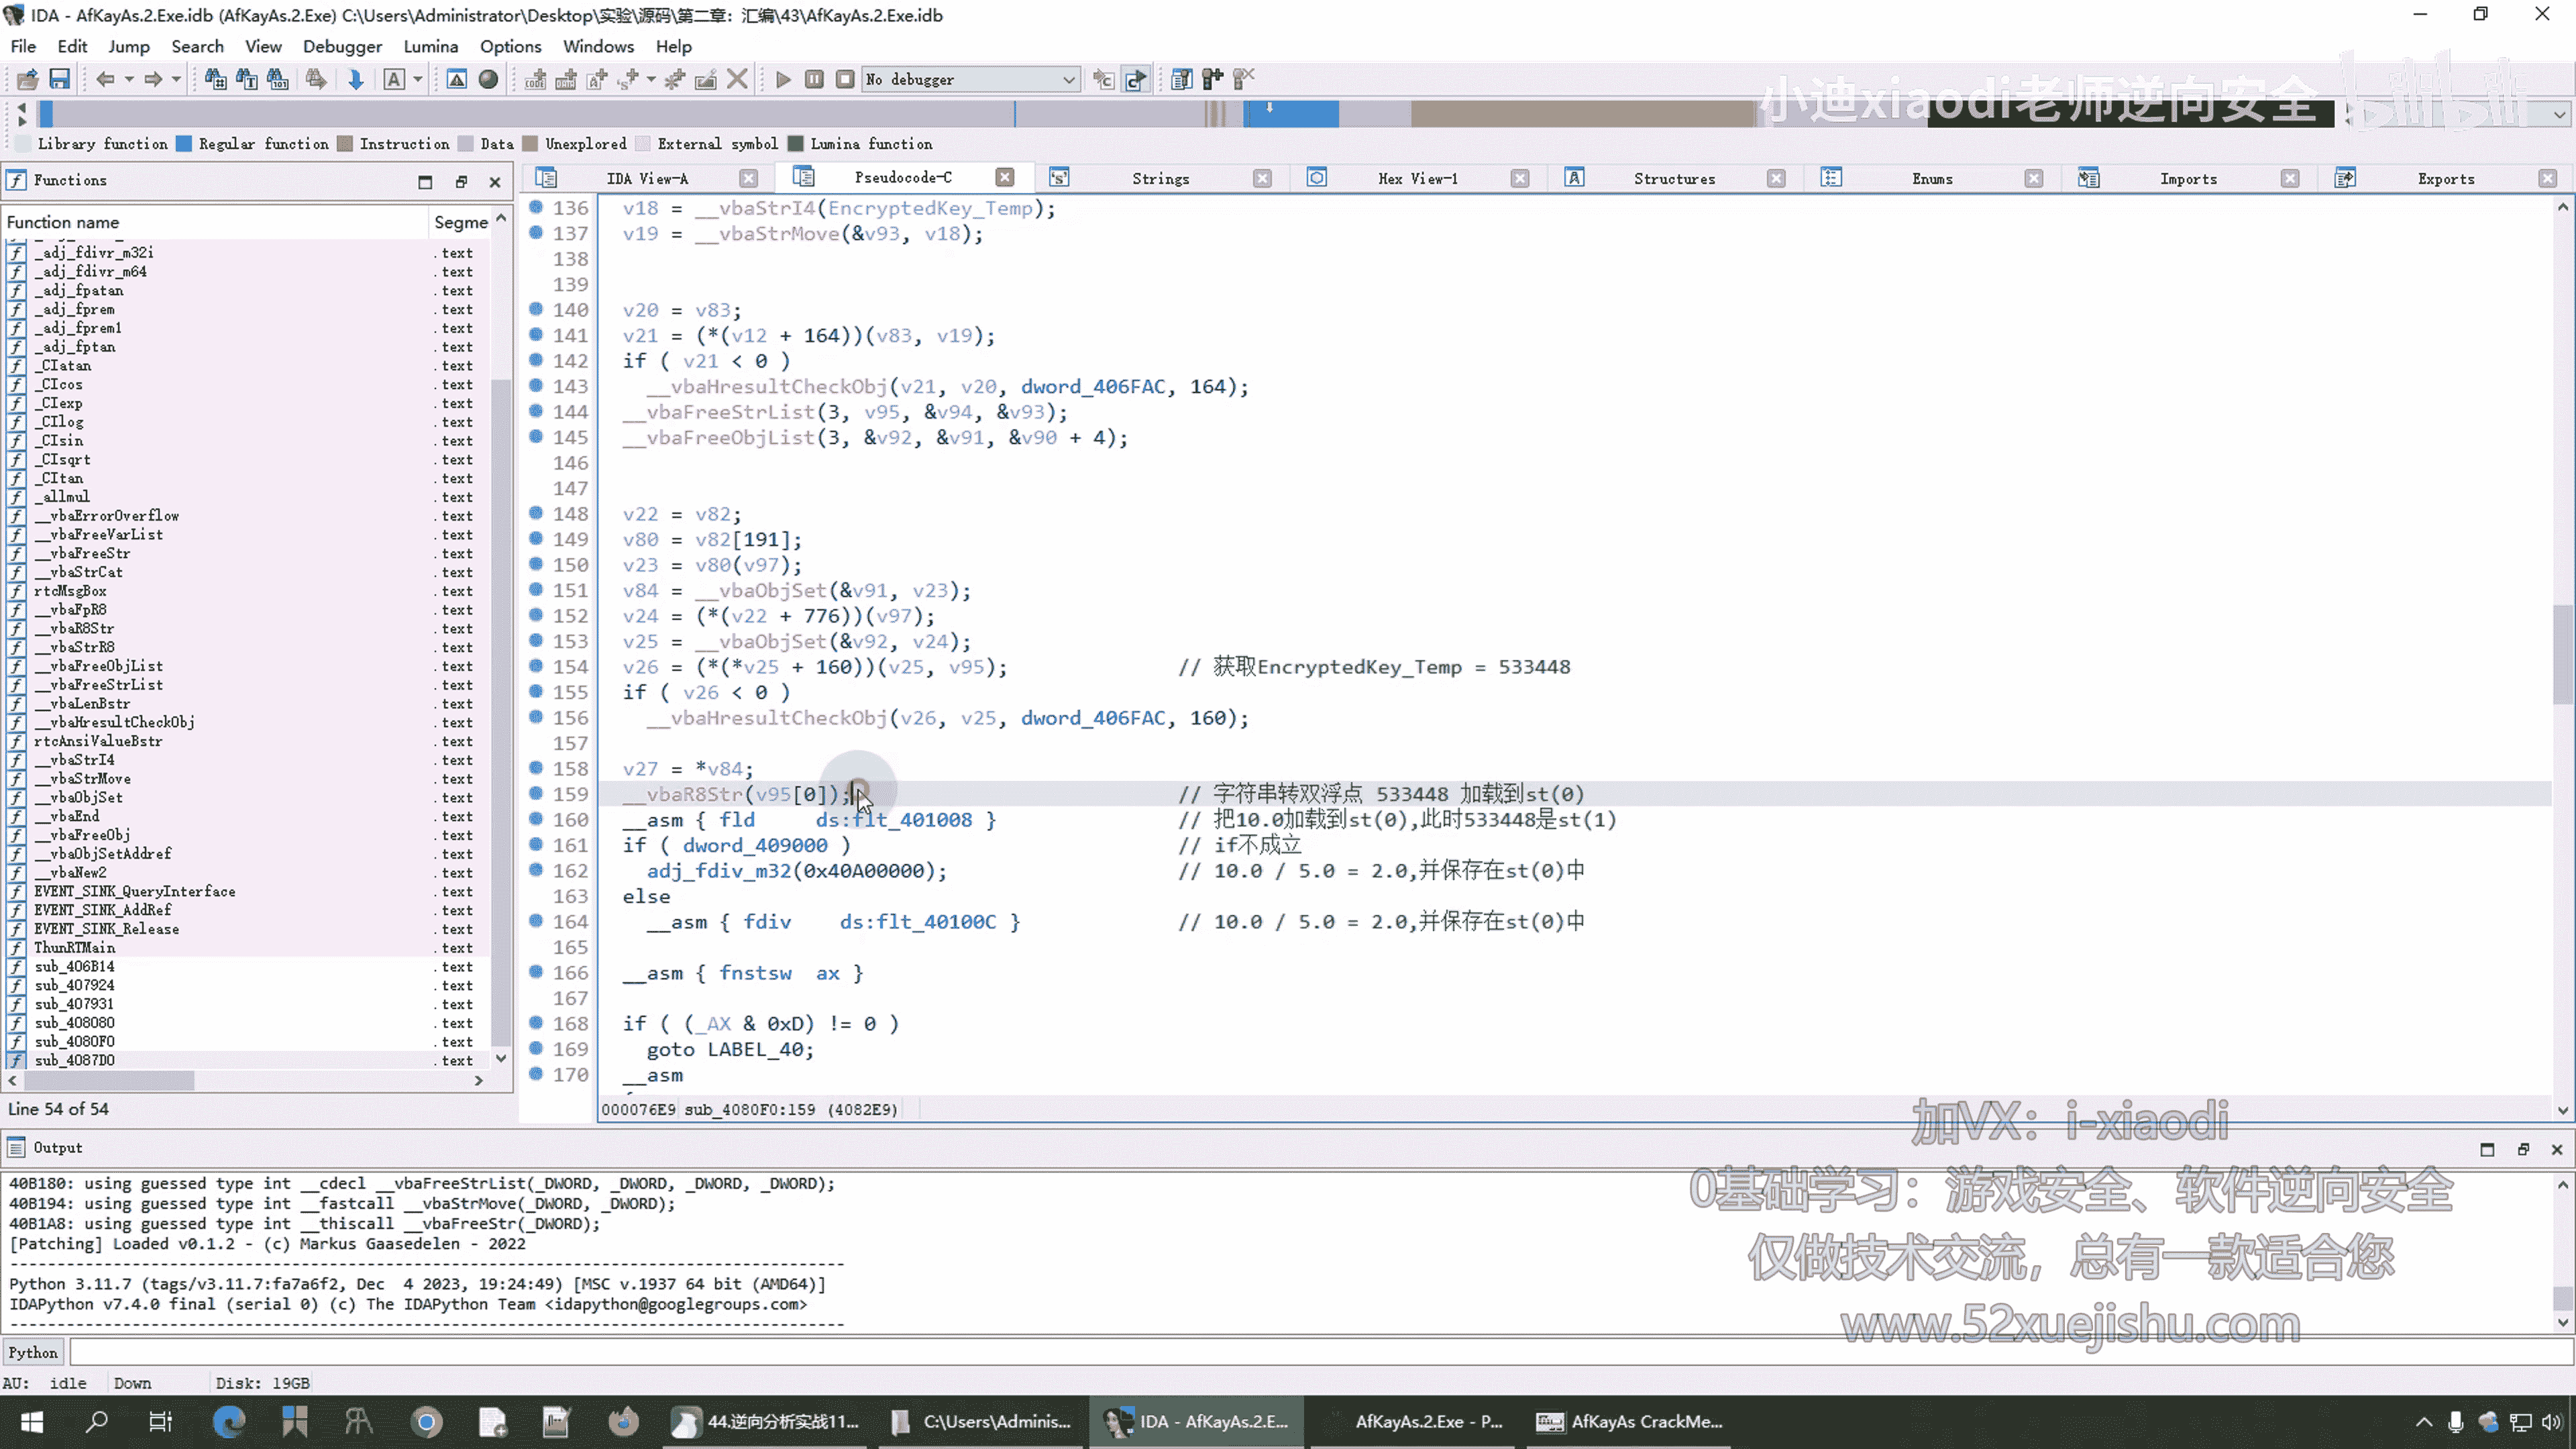 IDA - AfKayAs.2.Exe.idb (AfKayAs.2.Exe) C:\Users\Administrator\Desktop\实验\源码\第二章：汇编\43\AfKayAs.2.Exe.idb
File Edit Jump Search View Debugger Lumina Options Windows Help
No debugger
小迪xiaodi老师逆向安全 bilibili
Library function Regular function Instruction Data Unexplored External symbol Lumina function
Functions
IDA View-A Pseudocode-C Strings Hex View-1 Structures Enums Imports Exports
Function name Segme
_adj_fdivr_m32i .text
_adj_fdivr_m64 .text
_adj_fpatan .text
_adj_fprem .text
_adj_fprem1 .text
_adj_fptan .text
_CIatan .text
_CIcos .text
_CIexp .text
_CIlog .text
_CIsin .text
_CIsqrt .text
_CItan .text
_allmul .text
__vbaErrorOverflow .text
__vbaFreeVarList .text
__vbaFreeStr .text
__vbaStrCat .text
rtcMsgBox .text
__vbaFpR8 .text
__vbaR8Str .text
__vbaStrR8 .text
__vbaFreeObjList .text
__vbaFreeStrList .text
__vbaLenBstr .text
__vbaHresultCheckObj .text
rtcAnsiValueBstr .text
__vbaStrI4 .text
__vbaStrMove .text
__vbaObjSet .text
__vbaEnd .text
__vbaFreeObj .text
__vbaObjSetAddref .text
__vbaNew2 .text
EVENT_SINK_QueryInterface .text
EVENT_SINK_AddRef .text
EVENT_SINK_Release .text
ThunRTMain .text
sub_406B14 .text
sub_407924 .text
sub_407931 .text
sub_408080 .text
sub_4080F0 .text
sub_4087D0 .text
Line 54 of 54
136 v18 = __vbaStrI4(EncryptedKey_Temp);
137 v19 = __vbaStrMove(&v93, v18);
138
139
140 v20 = v83;
141 v21 = (*(v12 + 164))(v83, v19);
142 if ( v21 < 0 )
143 __vbaHresultCheckObj(v21, v20, dword_406FAC, 164);
144 __vbaFreeStrList(3, v95, &v94, &v93);
145 __vbaFreeObjList(3, &v92, &v91, &v90 + 4);
146
147
148 v22 = v82;
149 v80 = v82[191];
150 v23 = v80(v97);
151 v84 = __vbaObjSet(&v91, v23);
152 v24 = (*(v22 + 776))(v97);
153 v25 = __vbaObjSet(&v92, v24);
154 v26 = (*(*v25 + 160))(v25, v95); // 获取EncryptedKey_Temp = 533448
155 if ( v26 < 0 )
156 __vbaHresultCheckObj(v26, v25, dword_406FAC, 160);
157
158 v27 = *v84;
159 __vbaR8Str(v95[0]); // 字符串转双浮点 533448 加载到st(0)
160 __asm { fld ds:flt_401008 } // 把10.0加载到st(0),此时533448是st(1)
161 if ( dword_409000 ) // if不成立
162 adj_fdiv_m32(0x40A00000); // 10.0 / 5.0 = 2.0,并保存在st(0)中
163 else
164 __asm { fdiv ds:flt_40100C } // 10.0 / 5.0 = 2.0,并保存在st(0)中
165
166 __asm { fnstsw ax }
167
168 if ( (_AX & 0xD) != 0 )
169 goto LABEL_40;
170 __asm
000076E9 sub_4080F0:159 (4082E9)
Output
40B180: using guessed type int __cdecl __vbaFreeStrList(_DWORD, _DWORD, _DWORD, _DWORD);
40B194: using guessed type int __fastcall __vbaStrMove(_DWORD, _DWORD);
40B1A8: using guessed type int __thiscall __vbaFreeStr(_DWORD);
[Patching] Loaded v0.1.2 - (c) Markus Gaasedelen - 2022
Python 3.11.7 (tags/v3.11.7:fa7a6f2, Dec 4 2023, 19:24:49) [MSC v.1937 64 bit (AMD64)]
IDAPython v7.4.0 final (serial 0) (c) The IDAPython Team <idapython@googlegroups.com>
Python
AU: idle Down Disk: 19GB
加VX：i-xiaodi
0基础学习：游戏安全、软件逆向安全
仅做技术交流，总有一款适合您
www.52xuejishu.com
44.逆向分析实战11... C:\Users\Adminis... IDA - AfKayAs.2.E... AfKayAs.2.Exe - P... AfKayAs CrackMe...